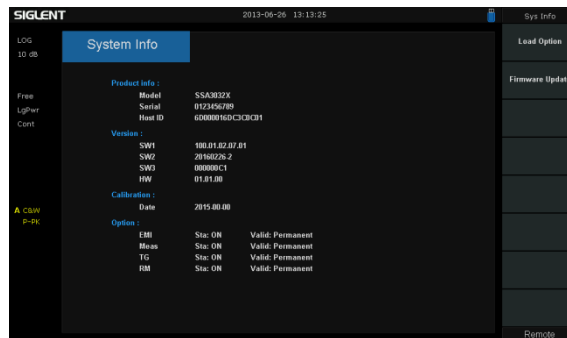 SIGLENT 2013-06-26 13:13:25 Sys Info
LOG
10 dB
System Info
Load Option
Firmware Updat
Product info :
Model SSA3032X
Serial 0123456789
Host ID 6D000016DC3CBC01
Free
LgPwr
Cont
Version :
SW1 100.01.02.07.01
SW2 20160226-2
SW3 000000C1
HW 01.01.00
Calibration :
Date 2015-00-00
A C&W
P-PK
Option :
EMI Sta: ON Valid: Permanent
Meas Sta: ON Valid: Permanent
TG Sta: ON Valid: Permanent
RM Sta: ON Valid: Permanent
Remote